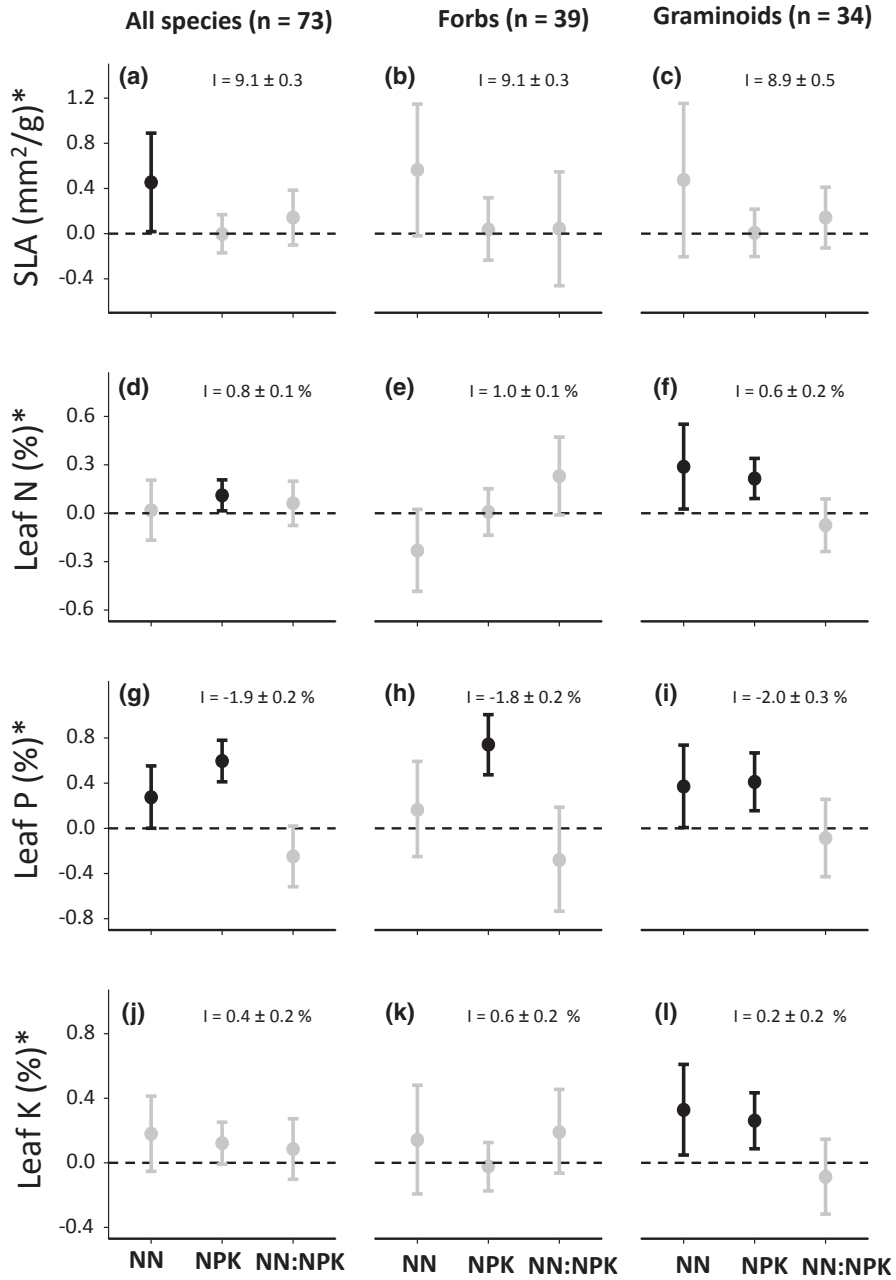 All species (n = 73) Forbs (n = 39) Graminoids (n = 34)
(a) I = 9.1 ± 0.3 (b) I = 9.1 ± 0.3 (c) I = 8.9 ± 0.5
SLA (mm²/g)*
1.2
0.8
0.4
0.0
-0.4
(d) I = 0.8 ± 0.1 % (e) I = 1.0 ± 0.1 % (f) I = 0.6 ± 0.2 %
Leaf N (%)*
0.6
0.3
0.0
-0.3
-0.6
(g) I = -1.9 ± 0.2 % (h) I = -1.8 ± 0.2 % (i) I = -2.0 ± 0.3 %
Leaf P (%)*
0.8
0.4
0.0
-0.4
-0.8
(j) I = 0.4 ± 0.2 % (k) I = 0.6 ± 0.2 % (l) I = 0.2 ± 0.2 %
Leaf K (%)*
0.8
0.4
0.0
-0.4
NN NPK NN:NPK NN NPK NN:NPK NN NPK NN:NPK